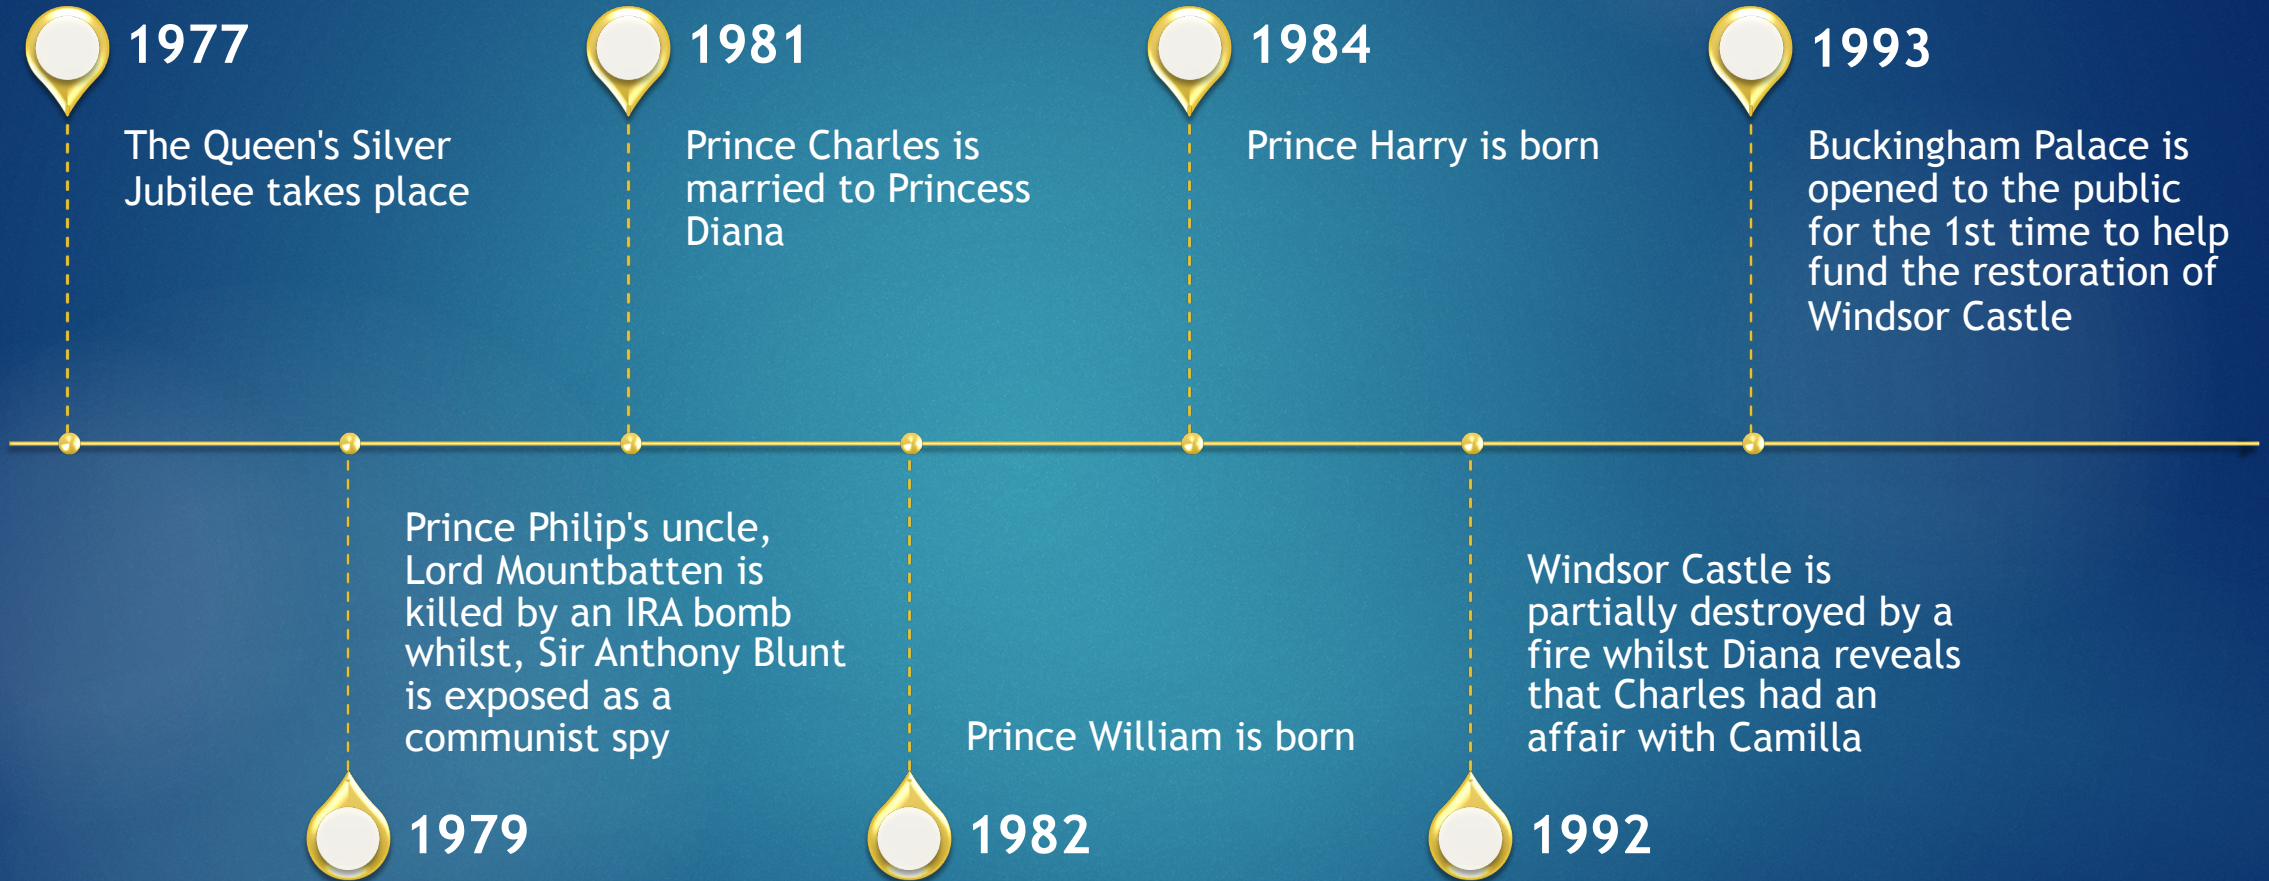 1977
The Queen's Silver
Jubilee takes place
1979
Prince Philip's uncle,
Lord Mountbatten is
killed by an IRA bomb
whilst, Sir Anthony Blunt
is exposed as a
communist spy
1981
Prince Charles is
married to Princess
Diana
1982
Prince William is born
1984
Prince Harry is born
1992
Windsor Castle is
partially destroyed by a
fire whilst Diana reveals
that Charles had an
affair with Camilla
1993
Buckingham Palace is
opened to the public
for the 1st time to help
fund the restoration of
Windsor Castle